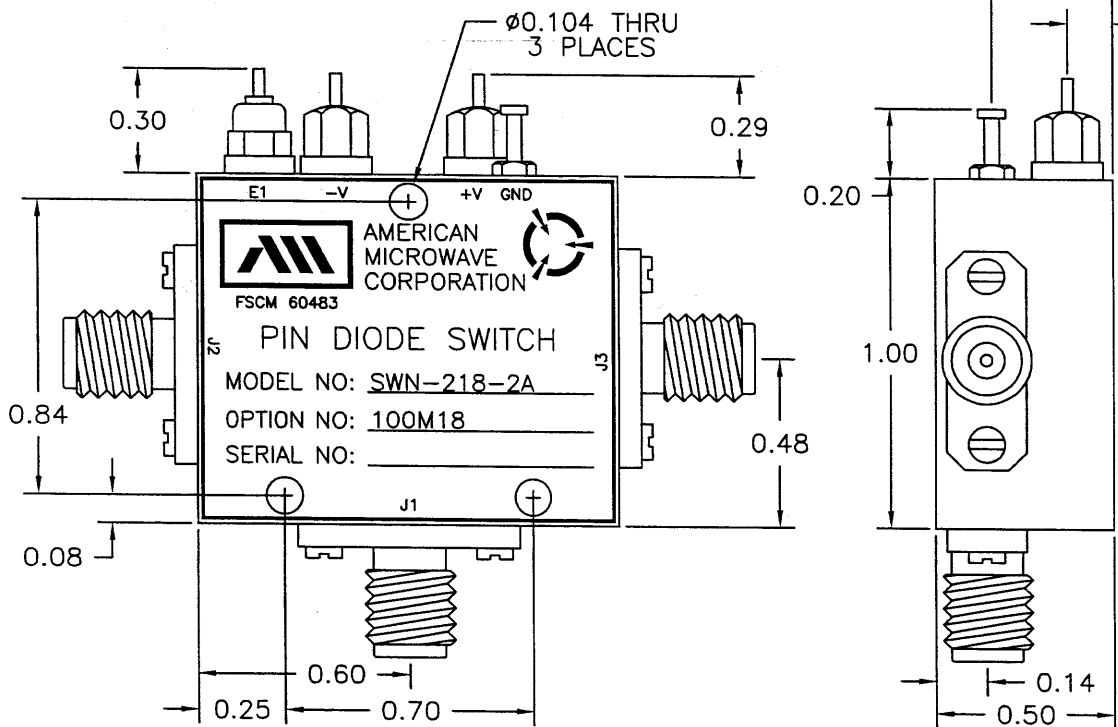 Ø0.104 THRU
3 PLACES
0.30
0.29
0.20
E1 -V +V GND
AMERICAN
MICROWAVE
CORPORATION
FSCM 60483
PIN DIODE SWITCH
J2
J3
MODEL NO: SWN-218-2A
OPTION NO: 100M18
SERIAL NO:
J1
0.84
0.08
0.48
1.00
0.60
0.25
0.70
0.14
0.50